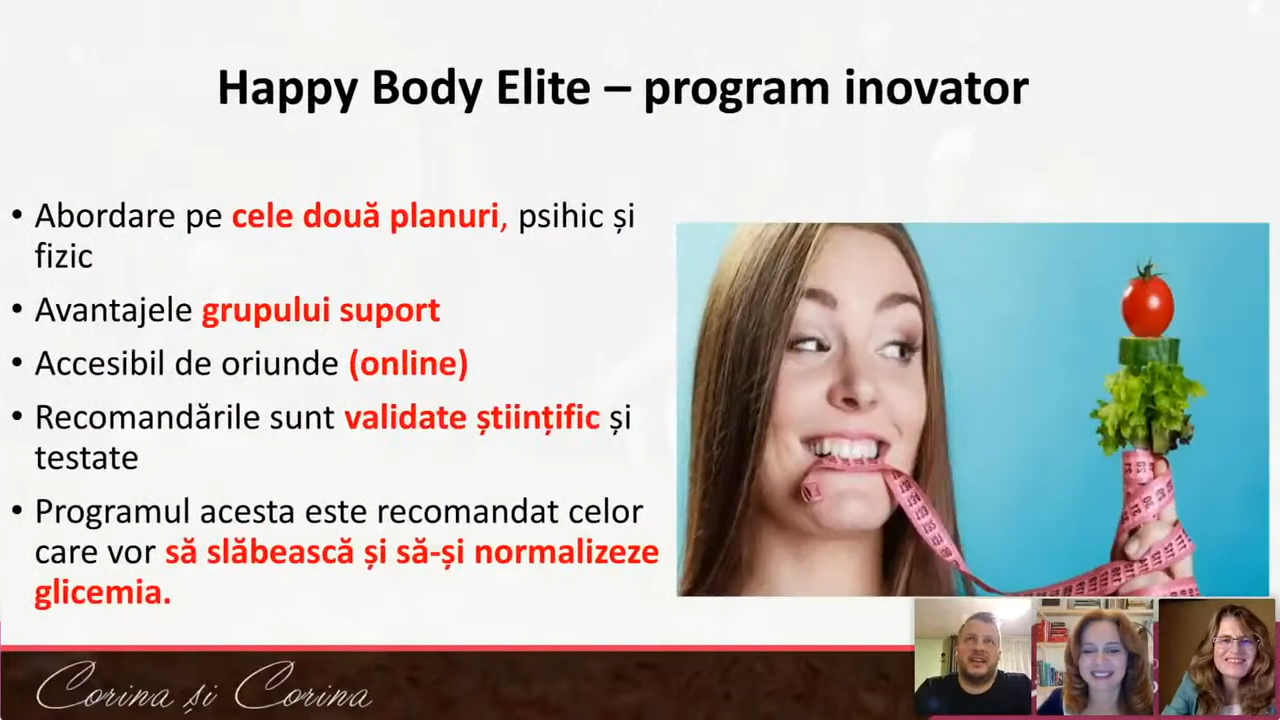 Happy Body Elite – program inovator
• Abordare pe cele două planuri, psihic și
fizic
• Avantajele grupului suport
• Accesibil de oriunde (online)
• Recomandările sunt validate științific și
testate
• Programul acesta este recomandat celor
care vor să slăbească și să-și normalizeze
glicemia.
Corina și Corina